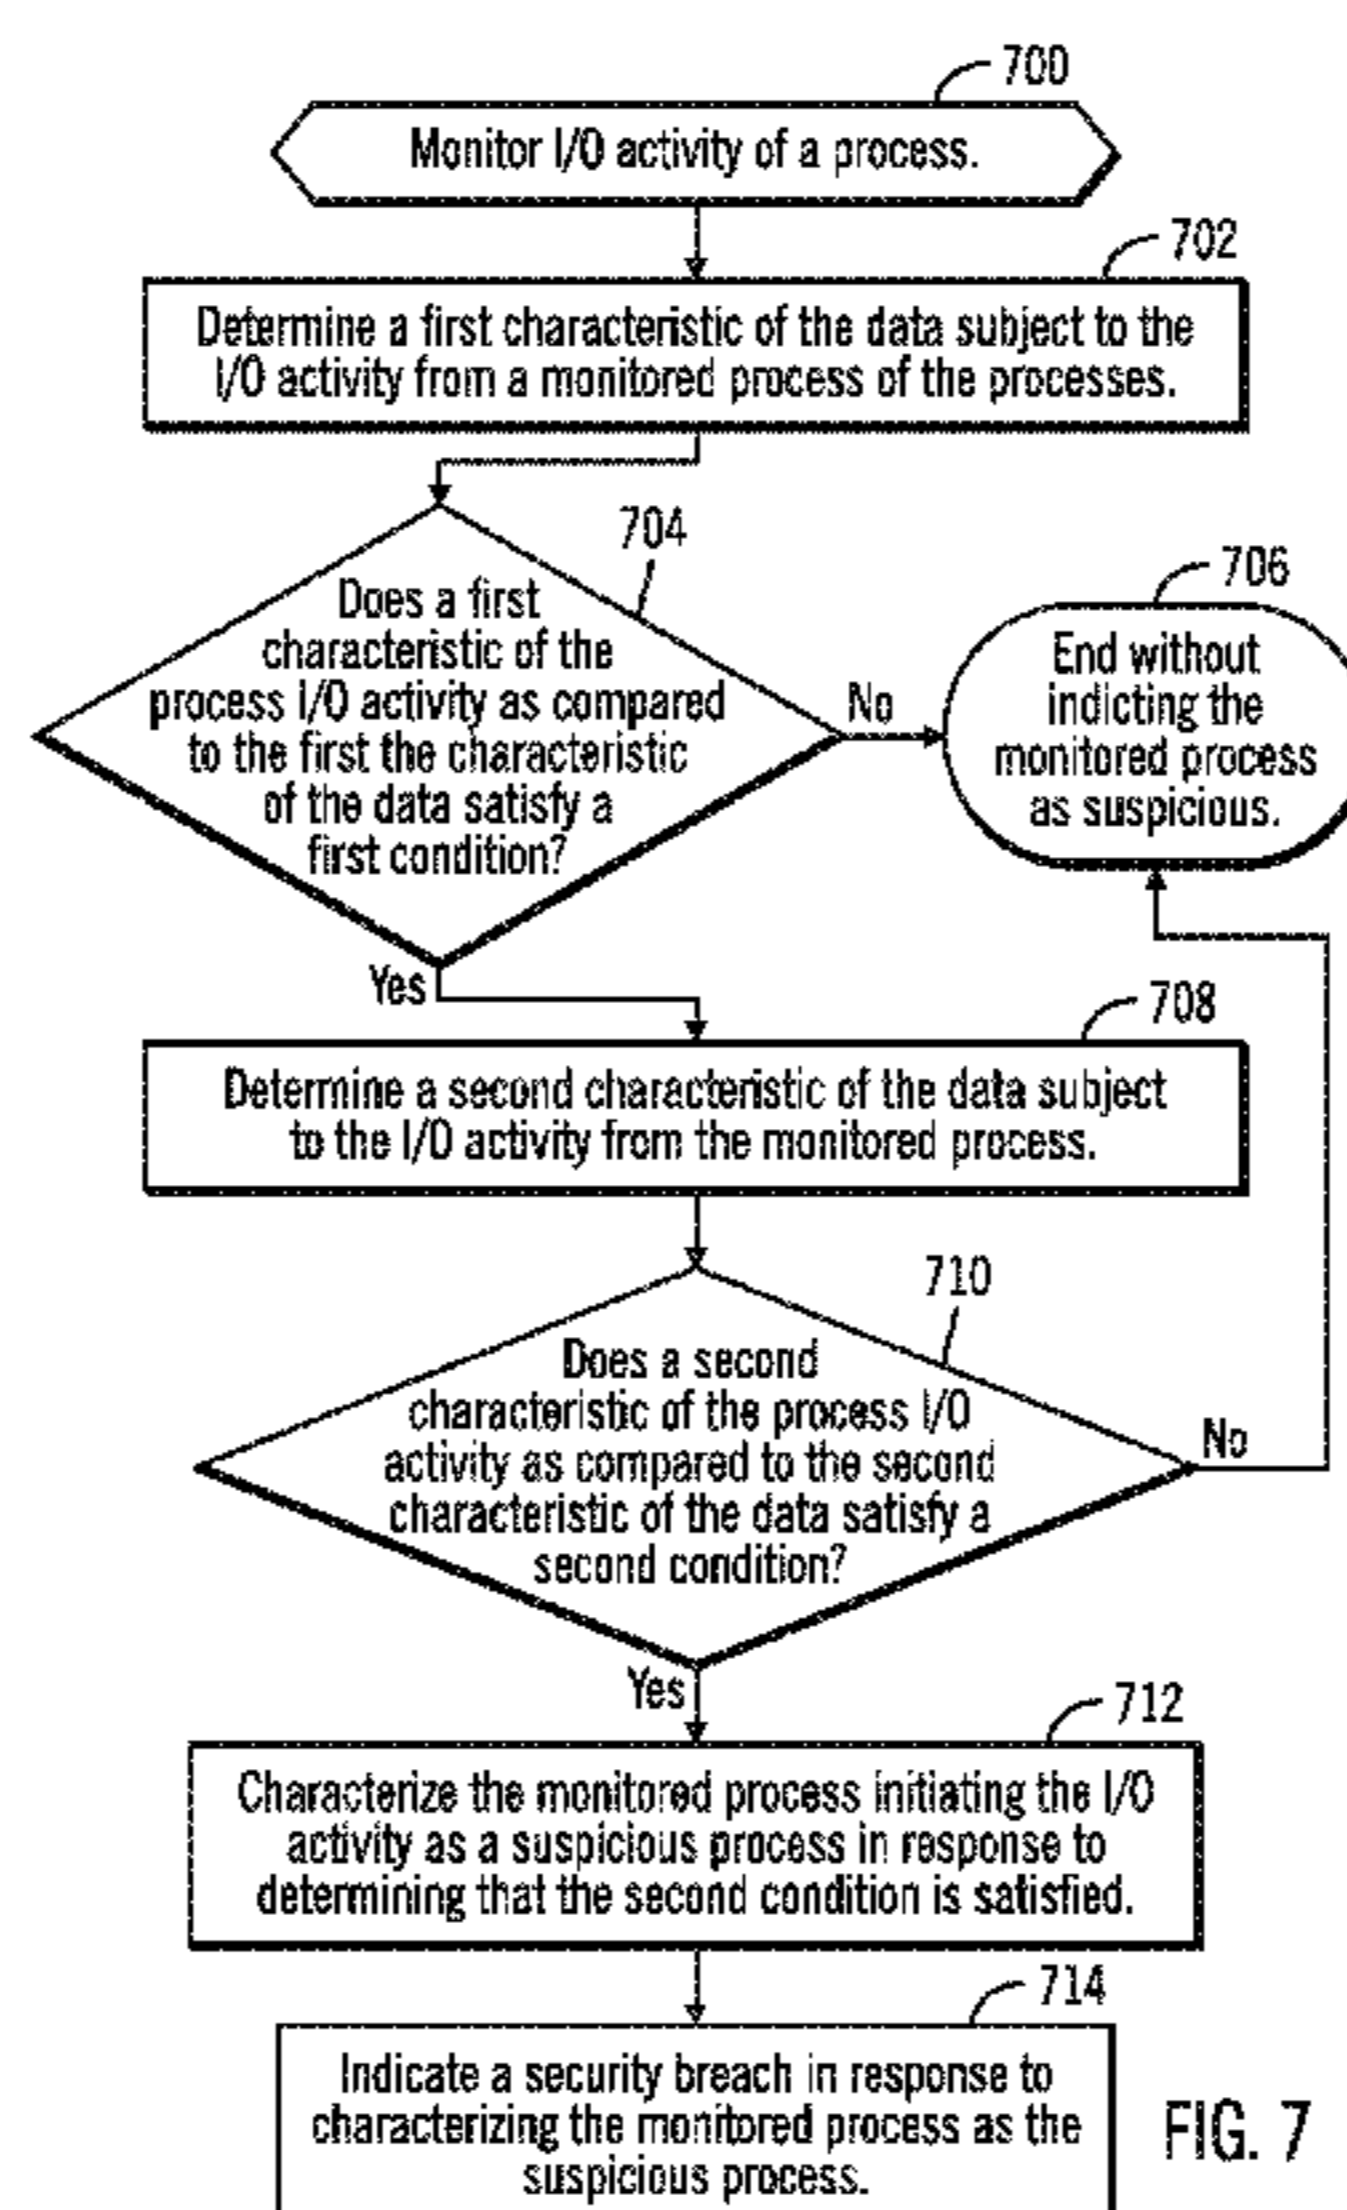 700
Monitor I/O activity of a process.
702
Determine a first characteristic of the data subject to the
I/O activity from a monitored process of the processes.
704
Does a first
characteristic of the
process I/O activity as compared
to the first the characteristic
of the data satisfy a
first condition?
No
706
End without
indicting the
monitored process
as suspicious.
Yes
708
Determine a second characteristic of the data subject
to the I/O activity from the monitored process.
710
Does a second
characteristic of the process I/O
activity as compared to the second
characteristic of the data satisfy a
second condition?
No
Yes
712
Characterize the monitored process initiating the I/O
activity as a suspicious process in response to
determining that the second condition is satisfied.
714
Indicate a security breach in response to
characterizing the monitored process as the
suspicious process.
FIG. 7